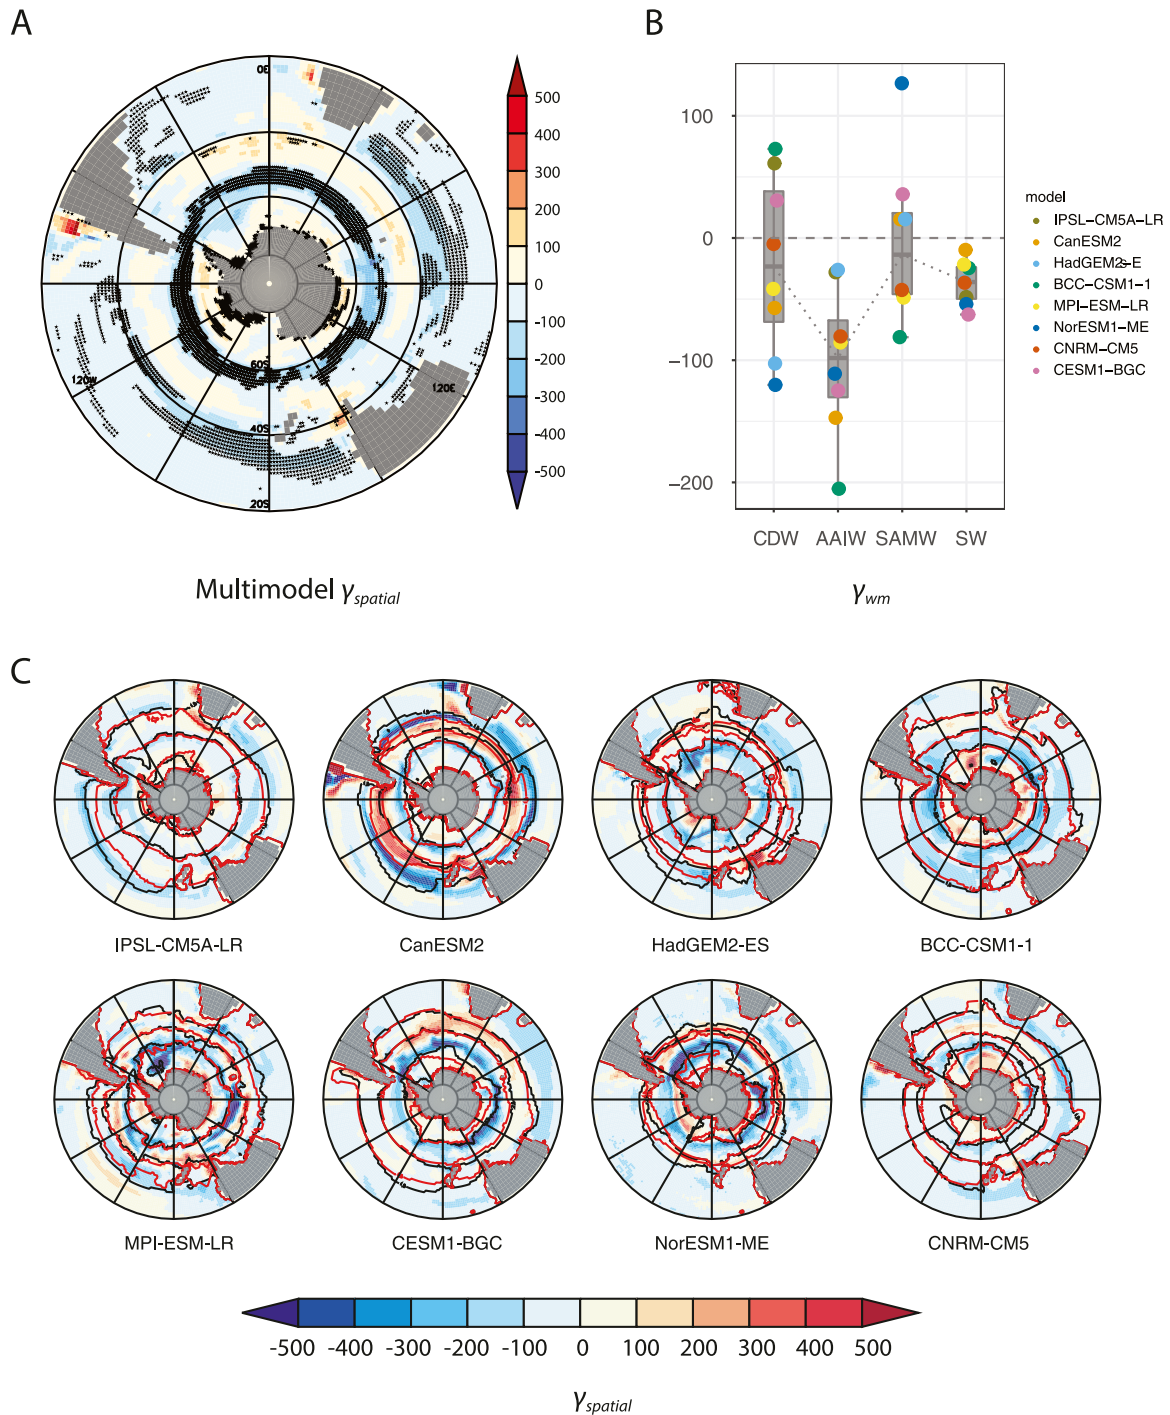 A
B
0E
120W
120E
60S
40S
20S
500
400
300
200
100
0
-100
-200
-300
-400
-500
Multimodel γspatial
100
0
−100
−200
CDW AAIW SAMW SW
γwm
model
IPSL−CM5A−LR
CanESM2
HadGEM2-E
BCC−CSM1−1
MPI−ESM−LR
NorESM1−ME
CNRM−CM5
CESM1−BGC
C
IPSL-CM5A-LR CanESM2 HadGEM2-ES BCC-CSM1-1
MPI-ESM-LR CESM1-BGC NorESM1-ME CNRM-CM5
-500 -400 -300 -200 -100 0 100 200 300 400 500
γspatial